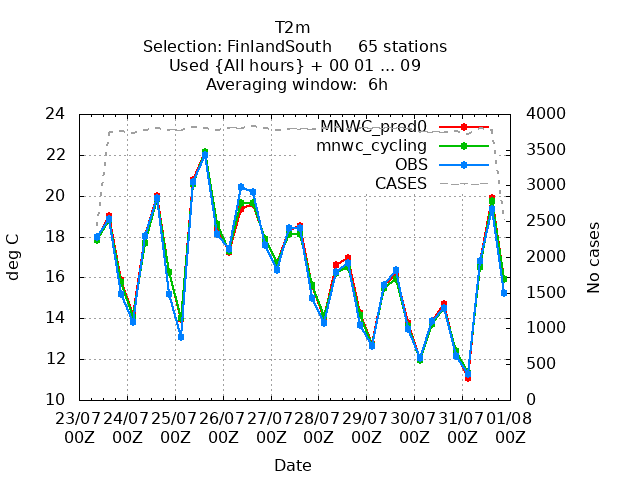 T2m
Selection: FinlandSouth     65 stations
Used {All hours} + 00 01 ... 09
Averaging window:  6h
24
22
20
18
16
14
12
10
deg C
4000
3500
3000
2500
2000
1500
1000
500
0
No cases
MNWC_prod0
mnwc_cycling
OBS
CASES
23/07 24/07 25/07 26/07 27/07 28/07 29/07 30/07 31/07 01/08
00Z 00Z 00Z 00Z 00Z 00Z 00Z 00Z 00Z 00Z
Date